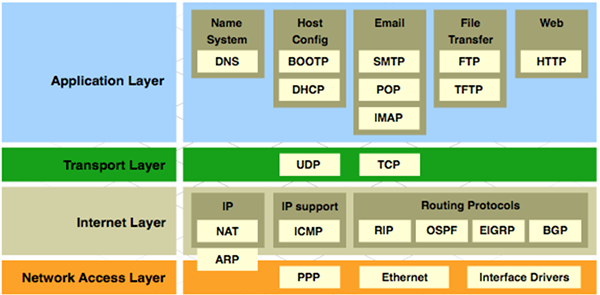 Application Layer
Name System
DNS
Host Config
BOOTP
DHCP
Email
SMTP
POP
IMAP
File Transfer
FTP
TFTP
Web
HTTP
Transport Layer
UDP
TCP
Internet Layer
IP
NAT
ARP
IP support
ICMP
Routing Protocols
RIP
OSPF
EIGRP
BGP
Network Access Layer
PPP
Ethernet
Interface Drivers